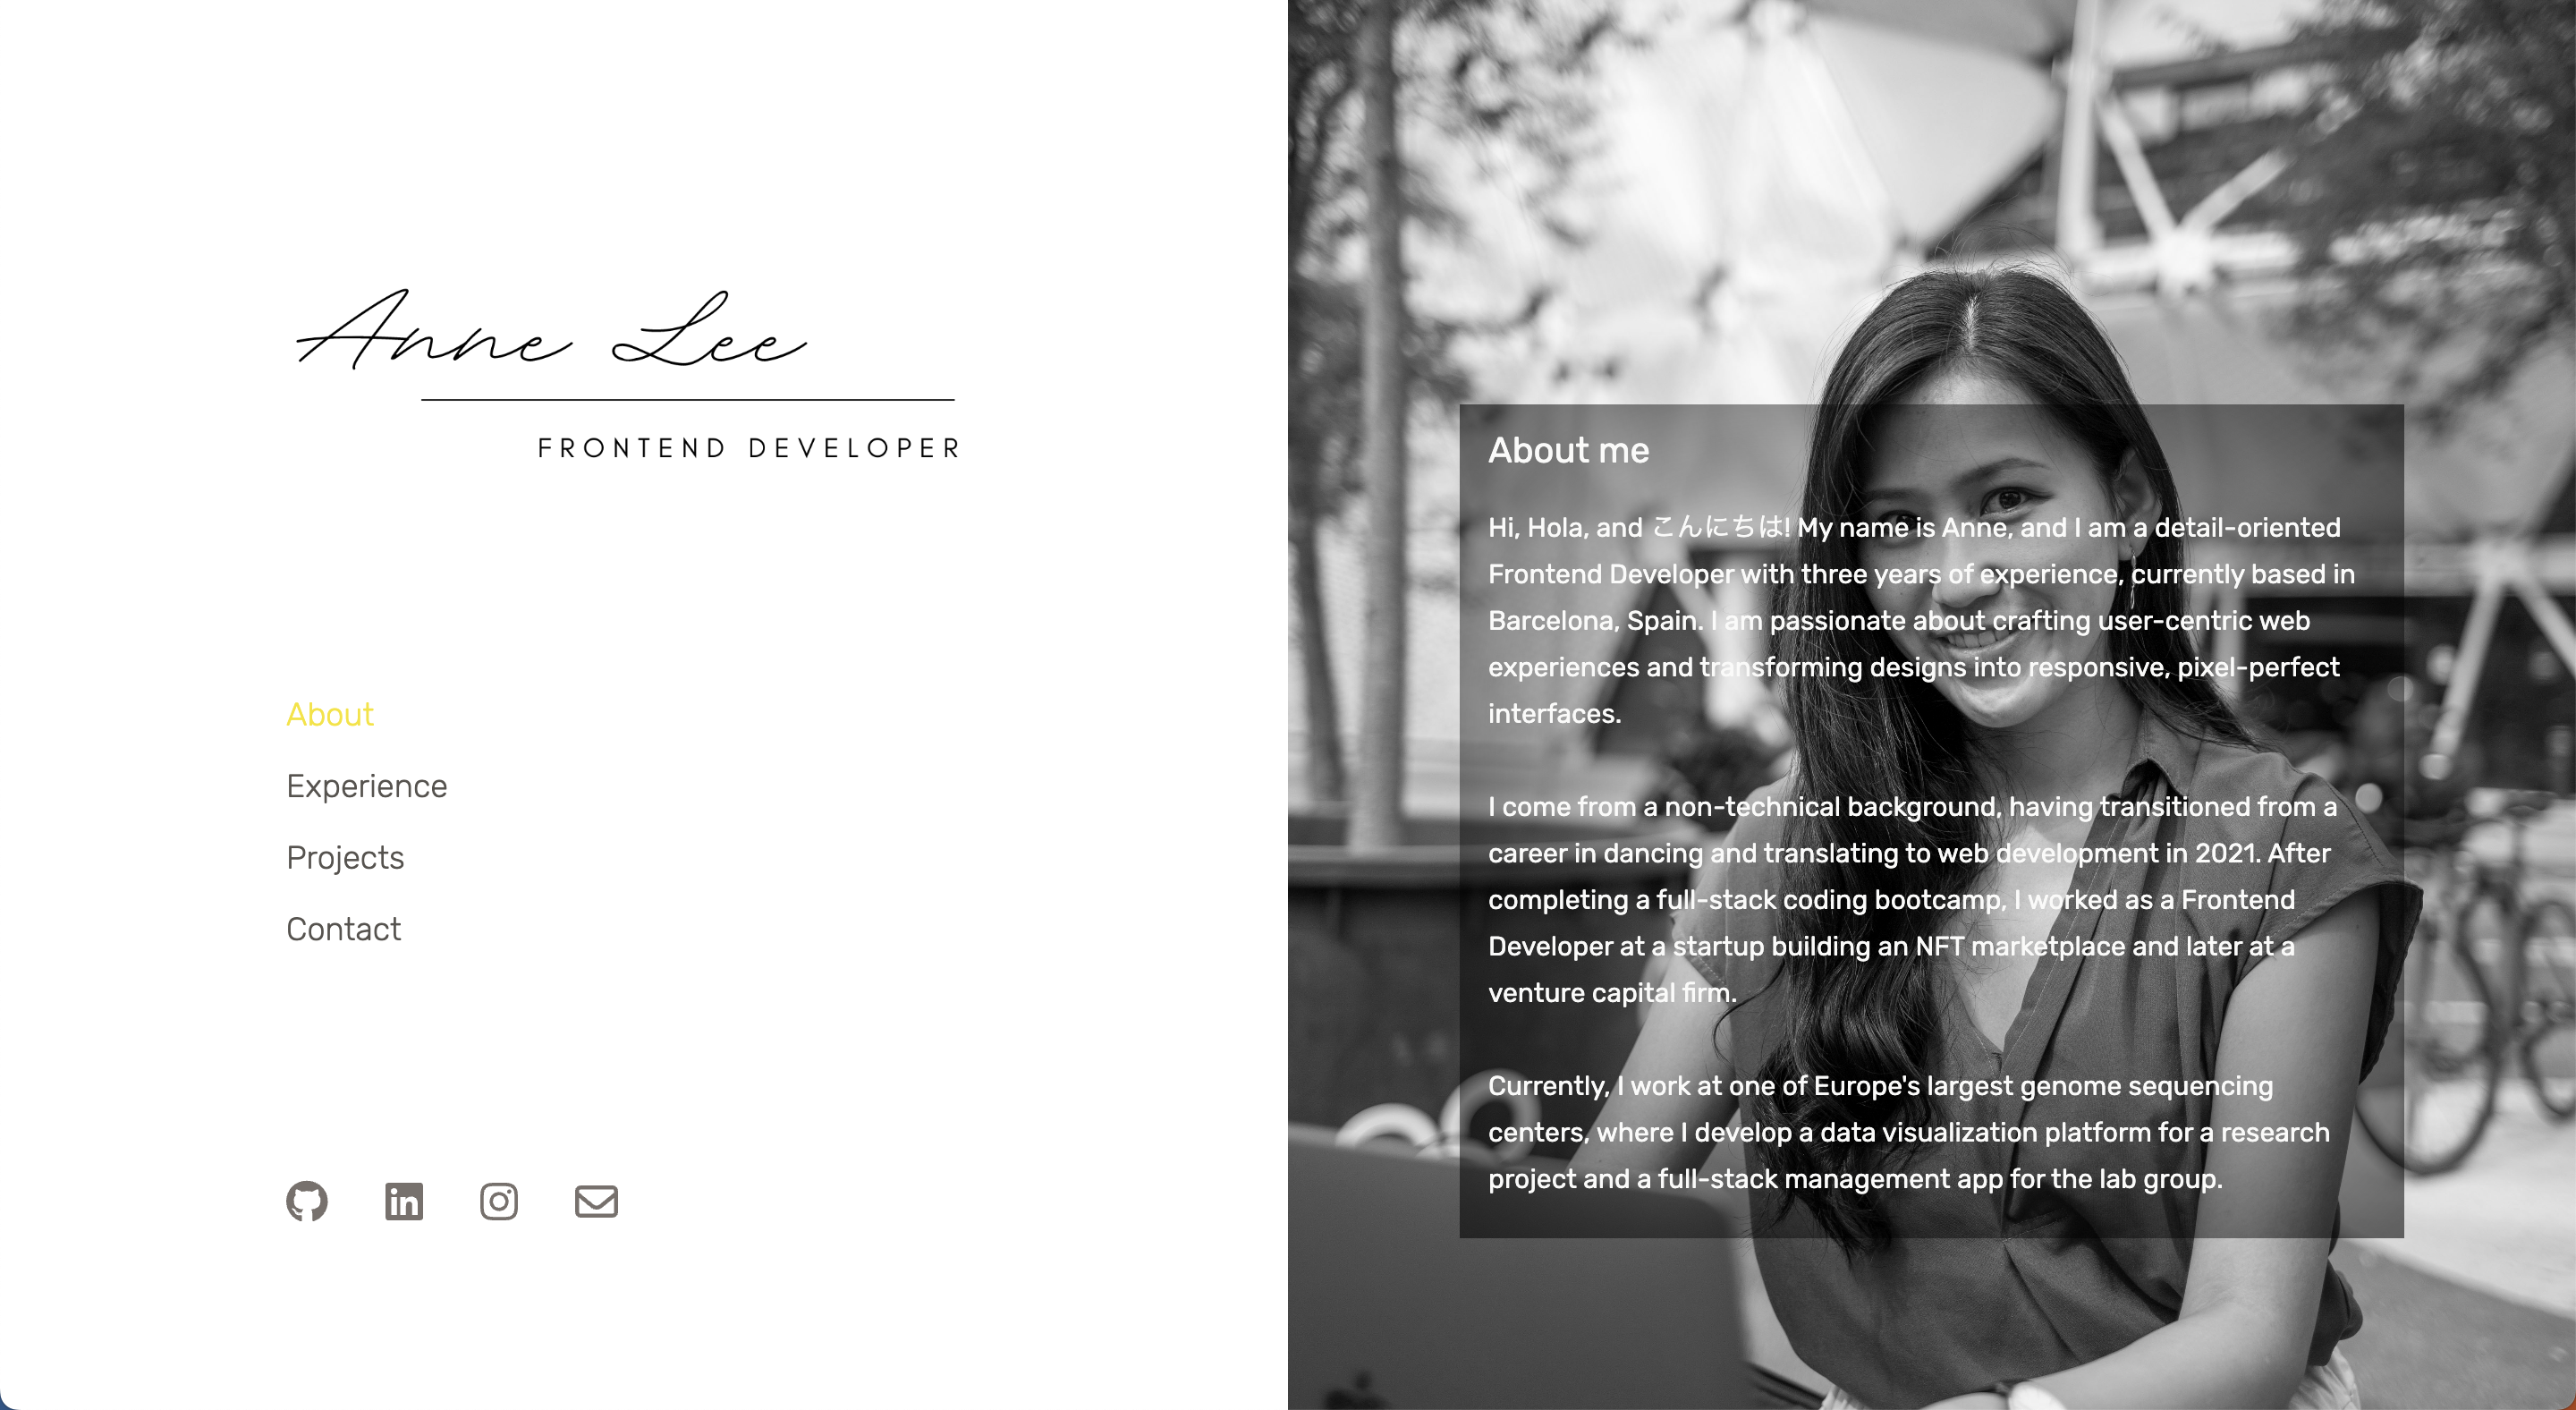 Anne Lee
FRONTEND DEVELOPER
About
Experience
Projects
Contact
About me
Hi, Hola, and こんにちは! My name is Anne, and I am a detail-oriented
Frontend Developer with three years of experience, currently based in
Barcelona, Spain. I am passionate about crafting user-centric web
experiences and transforming designs into responsive, pixel-perfect
interfaces.
I come from a non-technical background, having transitioned from a
career in dancing and translating to web development in 2021. After
completing a full-stack coding bootcamp, I worked as a Frontend
Developer at a startup building an NFT marketplace and later at a
venture capital firm.
Currently, I work at one of Europe's largest genome sequencing
centers, where I develop a data visualization platform for a research
project and a full-stack management app for the lab group.